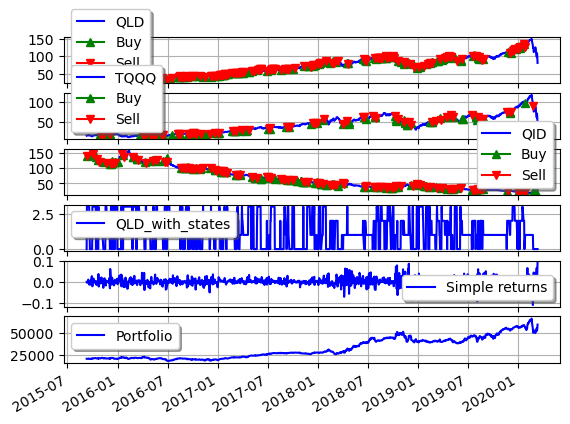 QLD
Buy
Sell
150
100
50
TQQQ
Buy
Sell
100
50
QID
Buy
Sell
150
100
50
QLD_with_states
2.5
0.0
Simple returns
0.1
0.0
−0.1
Portfolio
50000
25000
2015-07
2016-01
2016-07
2017-01
2017-07
2018-01
2018-07
2019-01
2019-07
2020-01